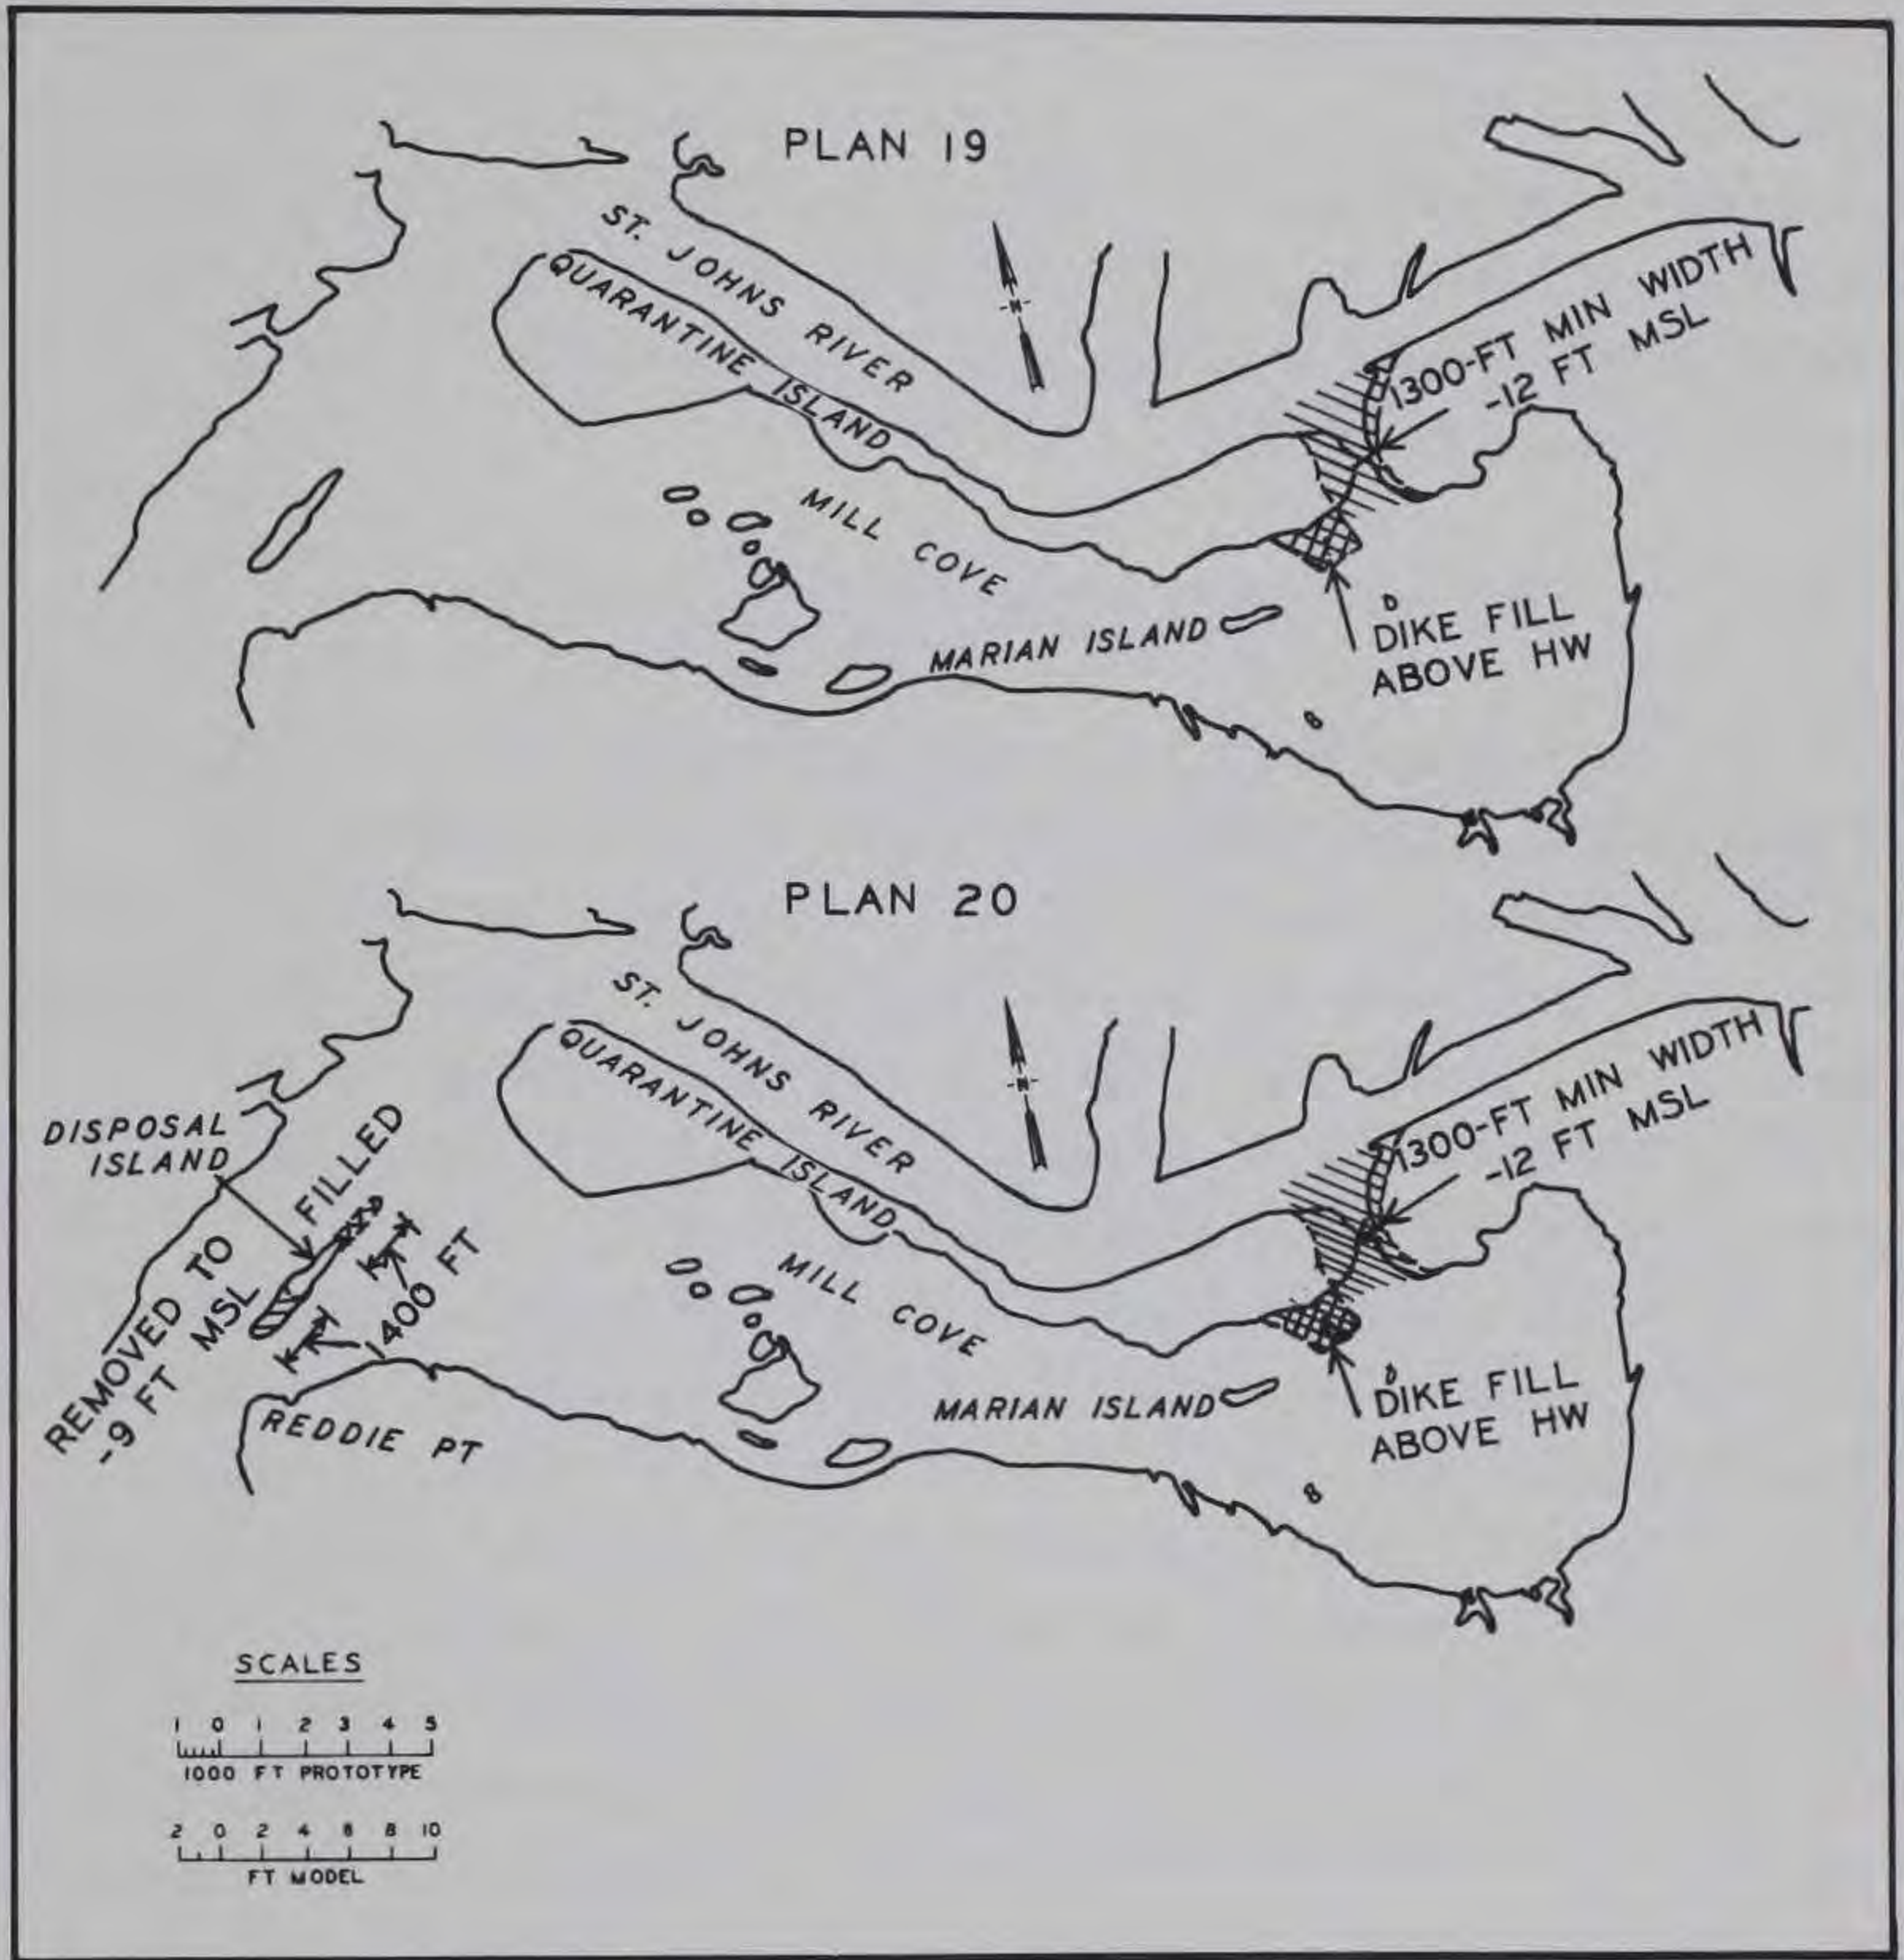 PLAN 19
ST. JOHNS RIVER
QUARANTINE ISLAND
1300-FT MIN WIDTH
-12 FT MSL
MILL COVE
MARIAN ISLAND
DIKE FILL
ABOVE HW
N
PLAN 20
ST. JOHNS RIVER
QUARANTINE ISLAND
1300-FT MIN WIDTH
-12 FT MSL
DISPOSAL
ISLAND
FILLED
REMOVED TO
-9 FT MSL
1400 FT
REDDIE PT
MILL COVE
MARIAN ISLAND
DIKE FILL
ABOVE HW
N
SCALES
1 0 1 2 3 4 5
1000 FT PROTOTYPE
2 0 2 4 6 8 10
FT MODEL